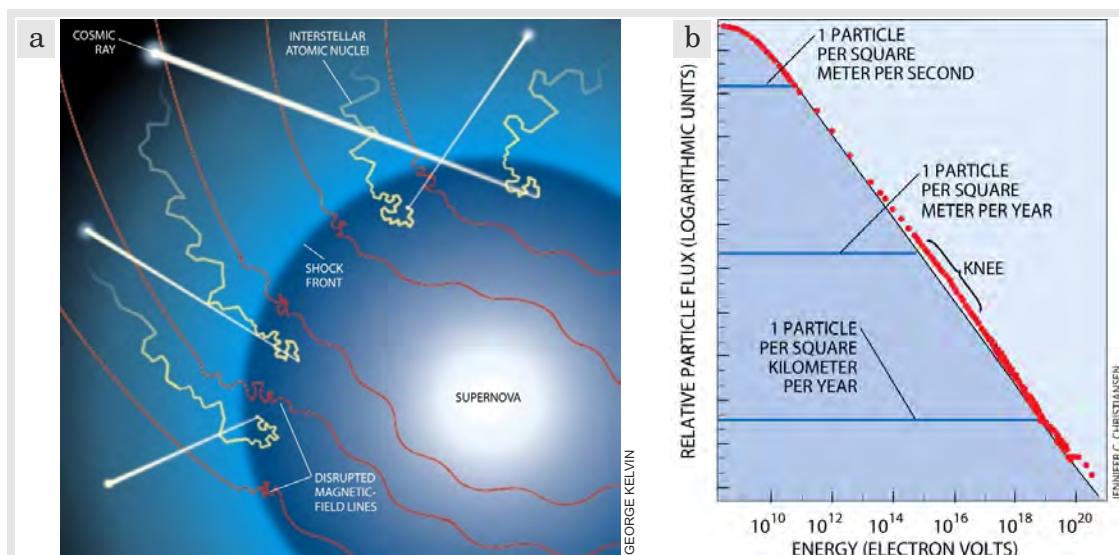 a
COSMIC
RAY
INTERSTELLAR
ATOMIC NUCLEI
SHOCK
FRONT
SUPERNOVA
DISRUPTED
MAGNETIC-
FIELD LINES
GEORGE KELVIN
b
RELATIVE PARTICLE FLUX (LOGARITHMIC UNITS)
1 PARTICLE
PER SQUARE
METER PER SECOND
1 PARTICLE
PER SQUARE
METER PER YEAR
KNEE
1 PARTICLE
PER SQUARE
KILOMETER
PER YEAR
10¹⁰ 10¹² 10¹⁴ 10¹⁶ 10¹⁸ 10²⁰
ENERGY (ELECTRON VOLTS)
JENNIFER C. CHRISTIANSEN